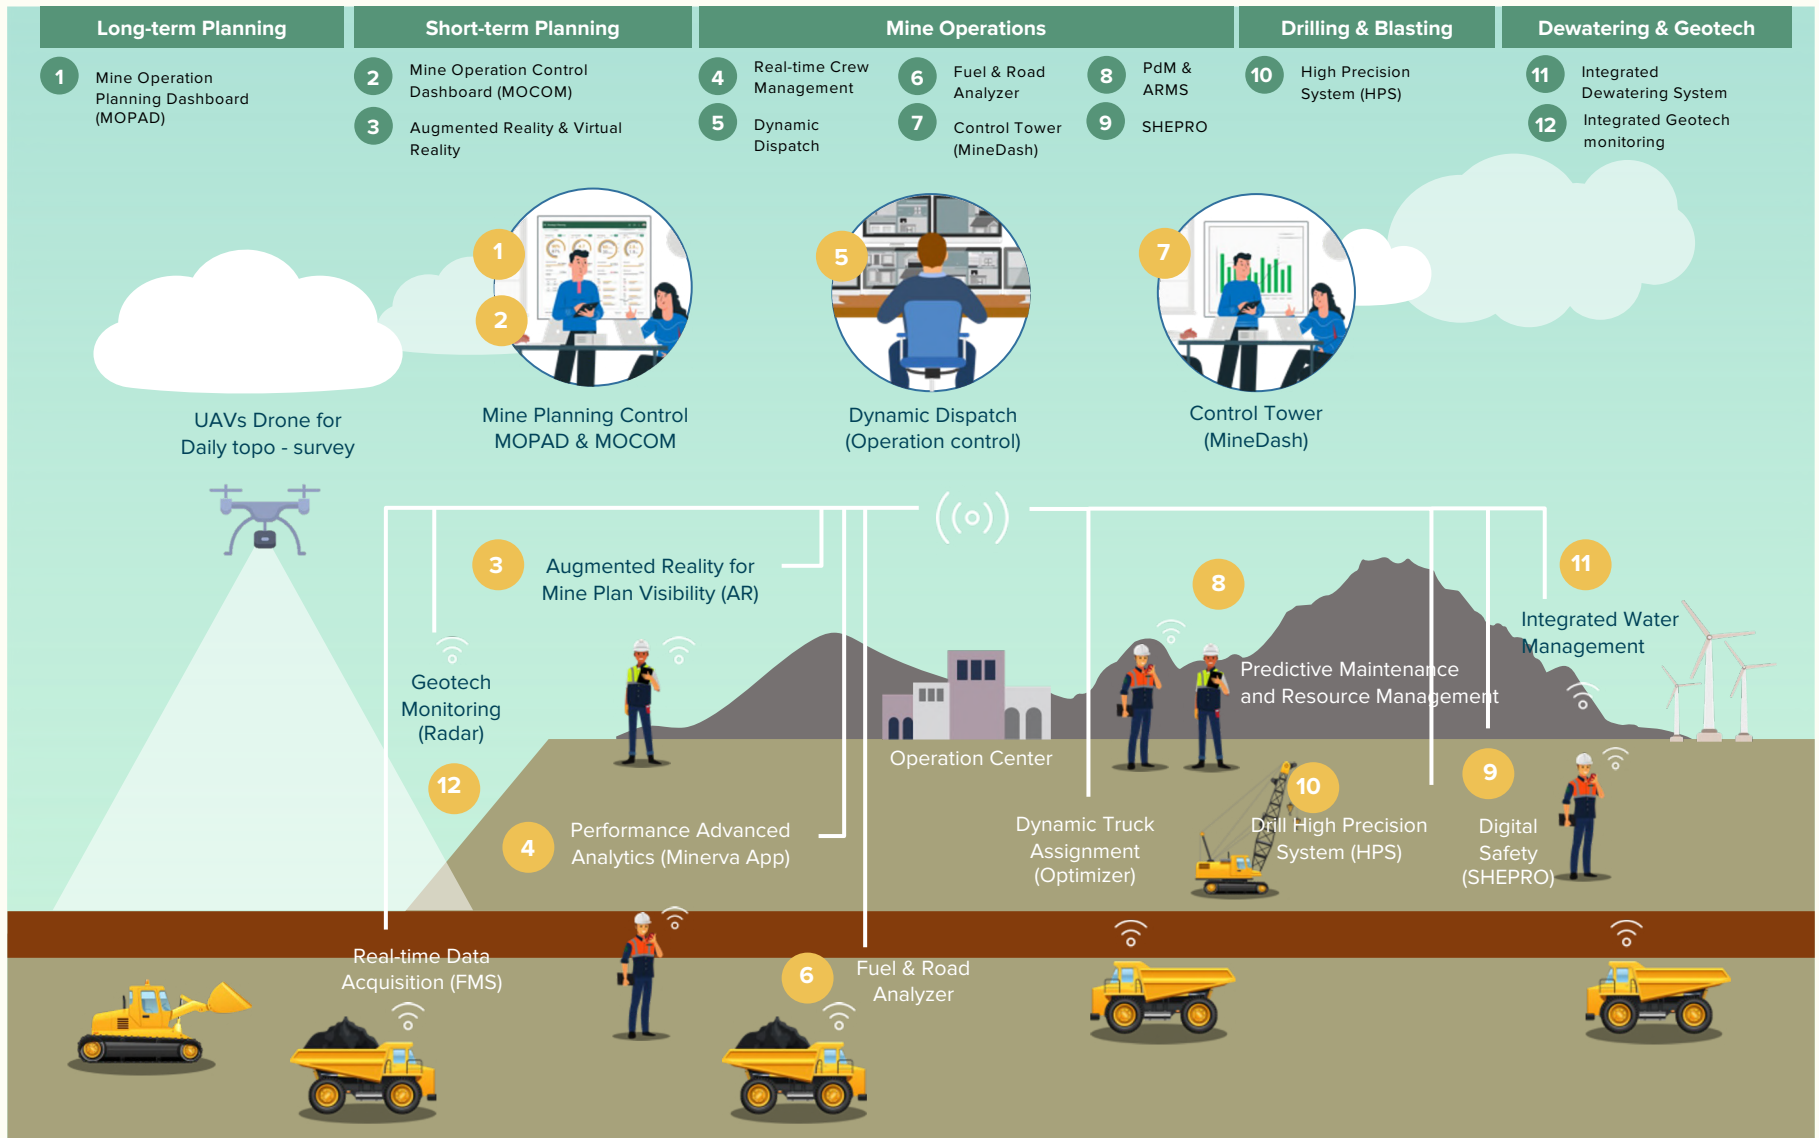 Long-term Planning
Short-term Planning
Mine Operations
Drilling & Blasting
Dewatering & Geotech
1
Mine Operation
Planning Dashboard
(MOPAD)
2
Mine Operation Control
Dashboard (MOCOM)
3
Augmented Reality & Virtual
Reality
4
Real-time Crew
Management
5
Dynamic
Dispatch
6
Fuel & Road
Analyzer
7
Control Tower
(MineDash)
8
PdM &
ARMS
9
SHEPRO
10
High Precision
System (HPS)
11
Integrated
Dewatering System
12
Integrated Geotech
monitoring
1
2
Mine Planning Control
MOPAD & MOCOM
5
Dynamic Dispatch
(Operation control)
7
Control Tower
(MineDash)
UAVs Drone for
Daily topo - survey
3
Augmented Reality for
Mine Plan Visibility (AR)
8
Predictive Maintenance
and Resource Management
11
Integrated Water
Management
Geotech
Monitoring
(Radar)
12
Operation Center
4
Performance Advanced
Analytics (Minerva App)
Dynamic Truck
Assignment
(Optimizer)
10
Drill High Precision
System (HPS)
9
Digital
Safety
(SHEPRO)
Real-time Data
Acquisition (FMS)
6
Fuel & Road
Analyzer